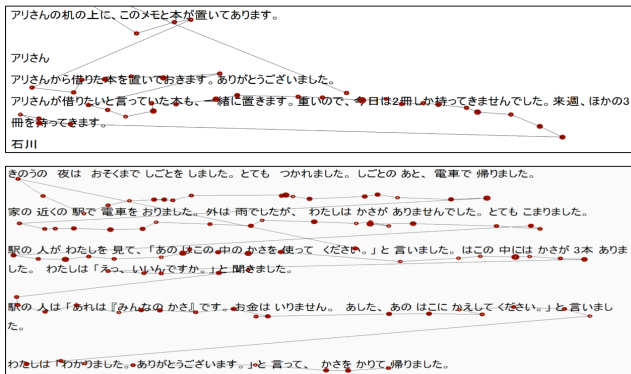 アリさんの机の上に、このメモと本が置いてあります。
アリさん
アリさんから借りた本を置いておきます。ありがとうございました。
アリさんが借りたいと言っていた本も、一緒に置きます。重いので、今日は2冊しか持ってきませんでした。来週、ほかの3
冊を持ってきます。
石川
きのうの 夜は おそくまで しごとを しました。とても つかれました。しごとの あと、電車で 帰りました。
家の 近くの 駅で 電車を おりました。外は 雨でしたが、 わたしは かさが ありませんでした。とても こまりました。
駅の 人が わたしを 見て、「あの はこの 中の かさを 使って ください。」と 言いました。はこの 中には かさが 3本 ありま
した。 わたしは 「えっ、いいんですか。」と 聞きました。
駅の 人は 「あれは 『みんなの かさ』 です。お金は いりません。 あした、あの はこに かえして ください。」と 言いまし
た。
わたしは 「わかりました。ありがとうございます。」と 言って、 かさを かりて 帰りました。